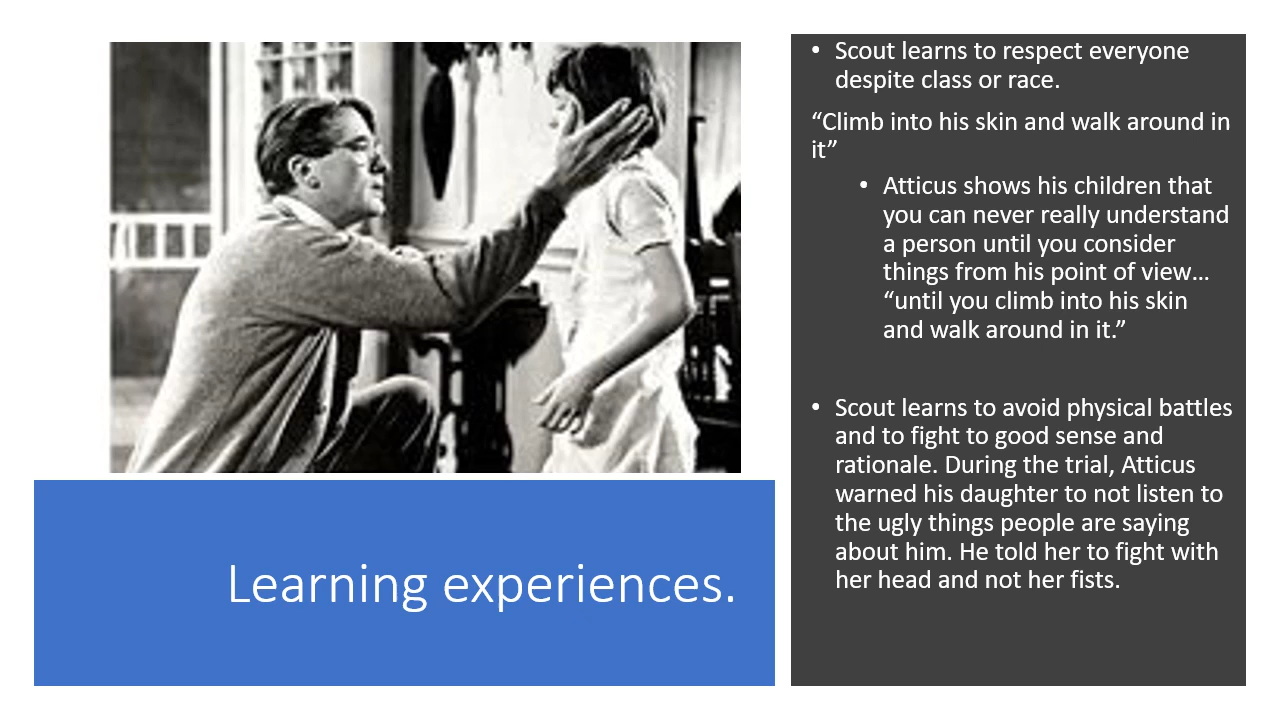 • Scout learns to respect everyone
despite class or race.
“Climb into his skin and walk around in
it”
• Atticus shows his children that
you can never really understand
a person until you consider
things from his point of view…
“until you climb into his skin
and walk around in it.”
• Scout learns to avoid physical battles
and to fight to good sense and
rationale. During the trial, Atticus
warned his daughter to not listen to
the ugly things people are saying
about him. He told her to fight with
her head and not her fists.
Learning experiences.